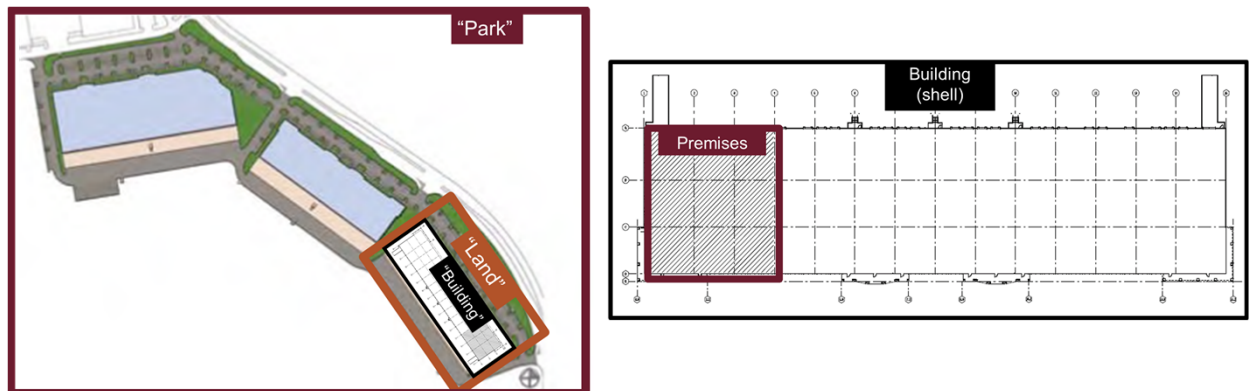 “Park”
“Land”
“Building”
Building
(shell)
Premises